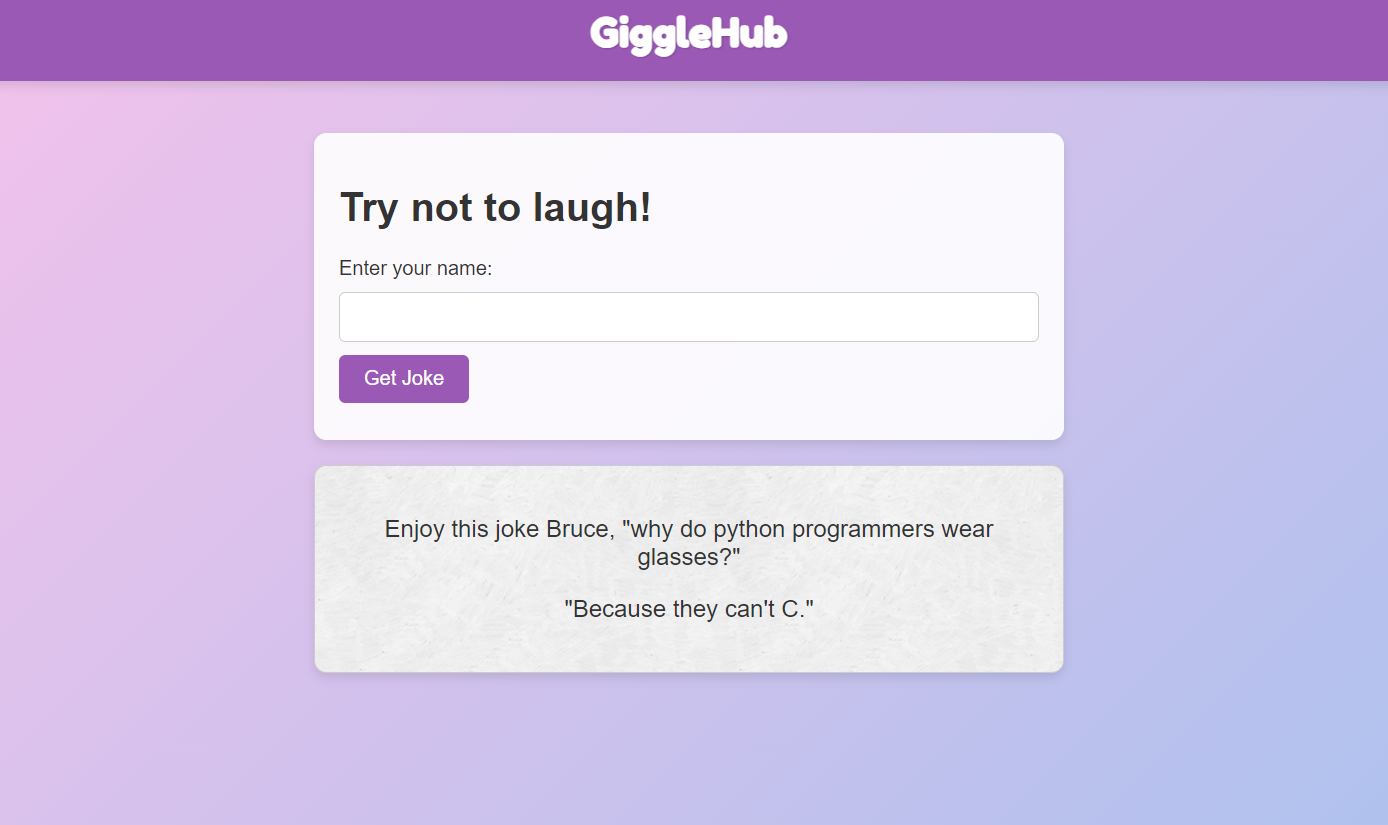 GiggleHub
Try not to laugh!
Enter your name:
Get Joke
Enjoy this joke Bruce, "why do python programmers wear
glasses?"
"Because they can't C."